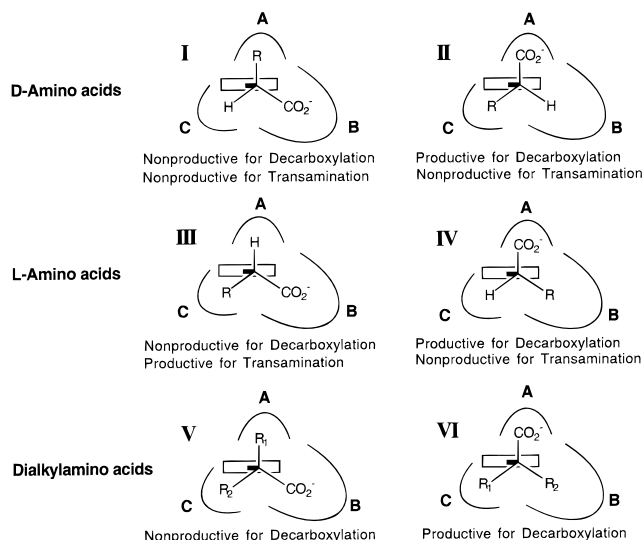 A A
I II
R CO₂⁻
D-Amino acids
H CO₂⁻ R H
C B C B
Nonproductive for Decarboxylation Productive for Decarboxylation
Nonproductive for Transamination Nonproductive for Transamination
A A
III IV
H CO₂⁻
L-Amino acids
R CO₂⁻ H R
C B C B
Nonproductive for Decarboxylation Productive for Decarboxylation
Productive for Transamination Nonproductive for Transamination
A A
V VI
R₁ CO₂⁻
Dialkylamino acids
R₂ CO₂⁻ R₁ R₂
C B C B
Nonproductive for Decarboxylation Productive for Decarboxylation